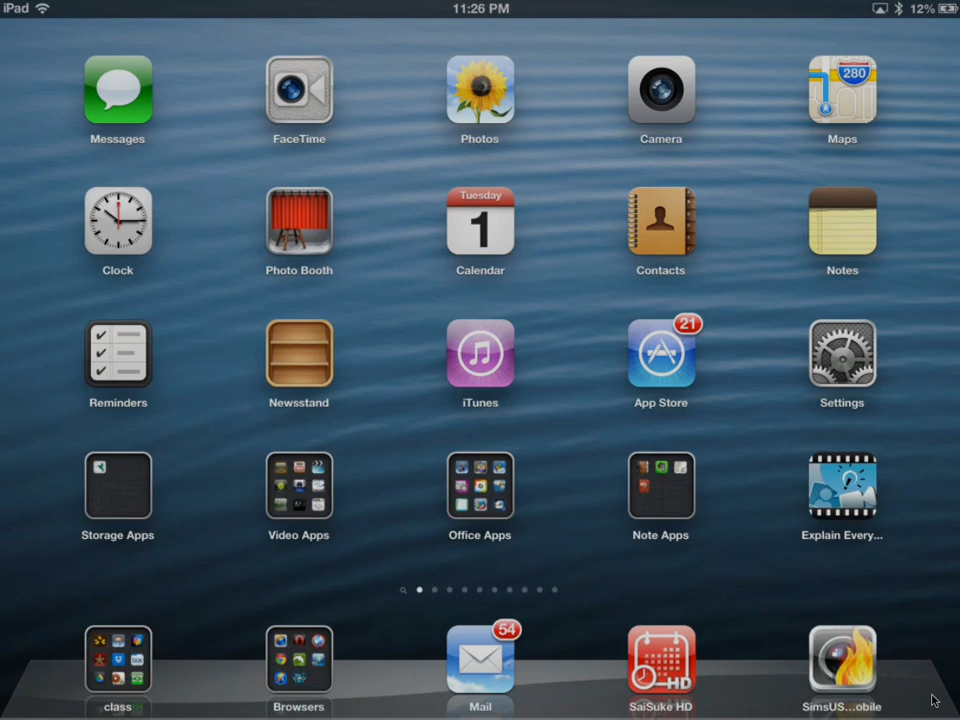 iPad 11:26 PM 12%
280
Messages FaceTime Photos Camera Maps
Tuesday
1
Clock Photo Booth Calendar Contacts Notes
21
Reminders Newsstand iTunes App Store Settings
Storage Apps Video Apps Office Apps Note Apps Explain Every...
54
HD
class Browsers Mail SaiSuke HD SimsUS...obile